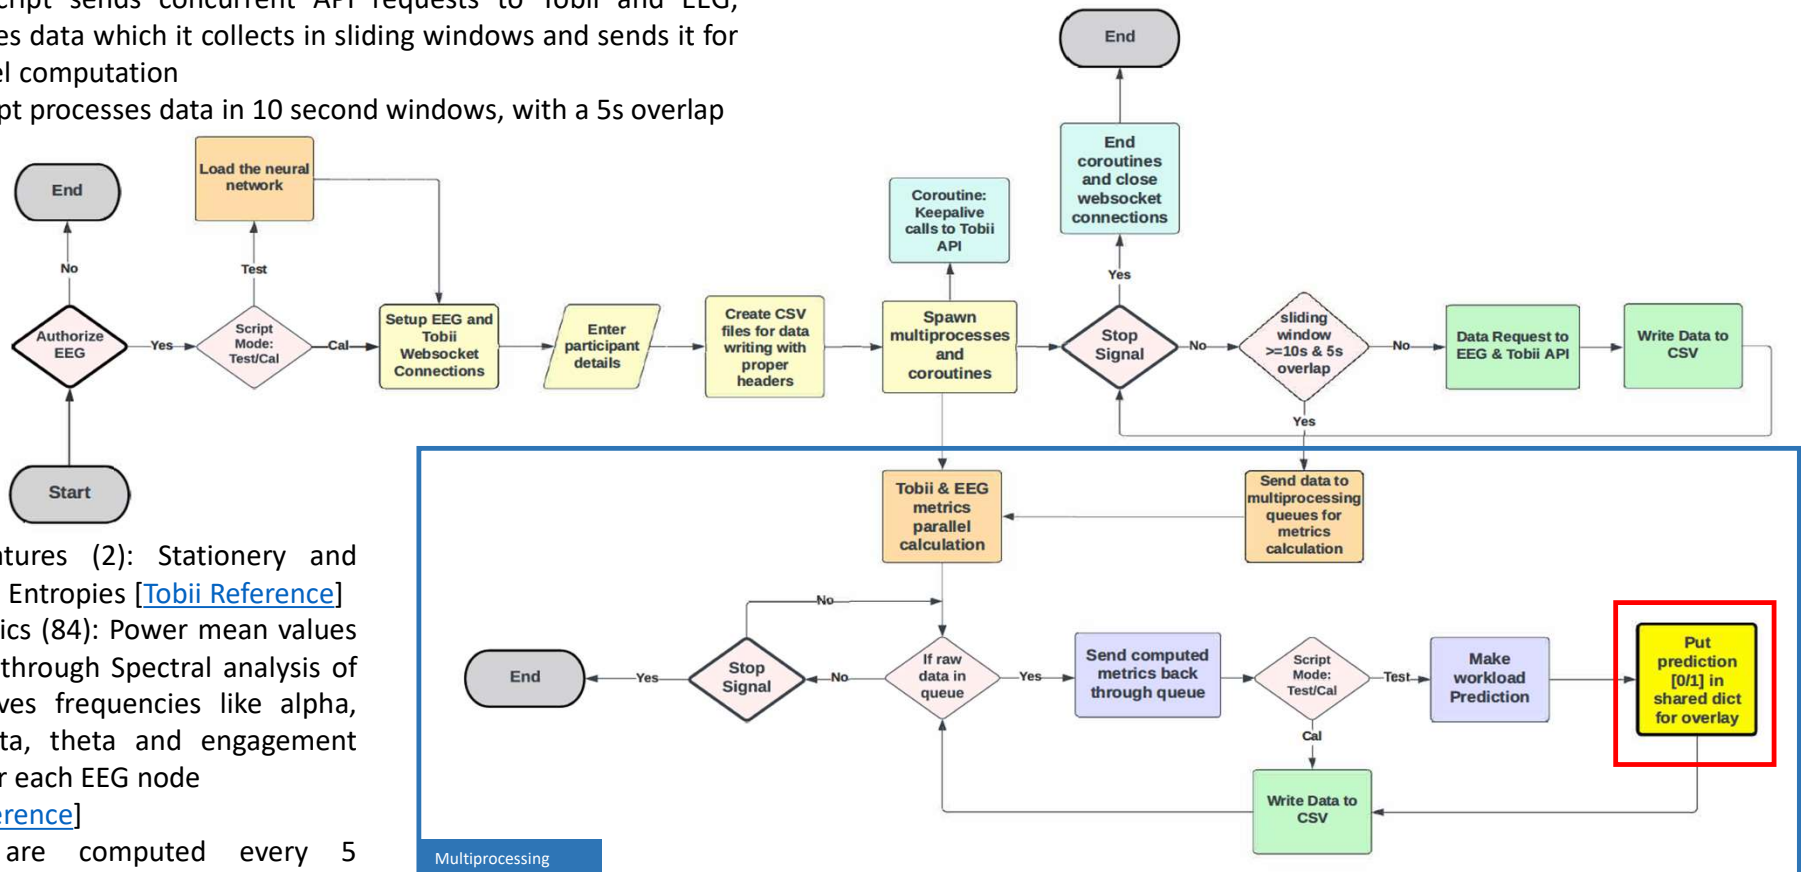 cript sends concurrent API requests to Tobii and EEG,
es data which it collects in sliding windows and sends it for
el computation
pt processes data in 10 second windows, with a 5s overlap
End
End
coroutines
and close
websocket
connections
Yes
End
No
Authorize
EEG
Yes
Start
Load the neural
network
Test
Script
Mode:
Test/Cal
Cal
Setup EEG and
Tobii
Websocket
Connections
Enter
participant
details
Create CSV
files for data
writing with
proper
headers
Coroutine:
Keepalive
calls to Tobii
API
Spawn
multiprocesses
and
coroutines
Stop
Signal
No
sliding
window
>=10s & 5s
overlap
No
Data Request to
EEG & Tobii API
Write Data to
CSV
Yes
Tobii & EEG
metrics
parallel
calculation
Send data to
multiprocessing
queues for
metrics
calculation
No
End
Yes
Stop
Signal
No
If raw
data in
queue
Yes
Send computed
metrics back
through queue
Script
Mode:
Test/Cal
Test
Make
workload
Prediction
Put
prediction
[0/1] in
shared dict
for overlay
Cal
Write Data to
CSV
Multiprocessing
atures (2): Stationery and
Entropies [Tobii Reference]
ics (84): Power mean values
through Spectral analysis of
ves frequencies like alpha,
ta, theta and engagement
r each EEG node
erence]
are computed every 5